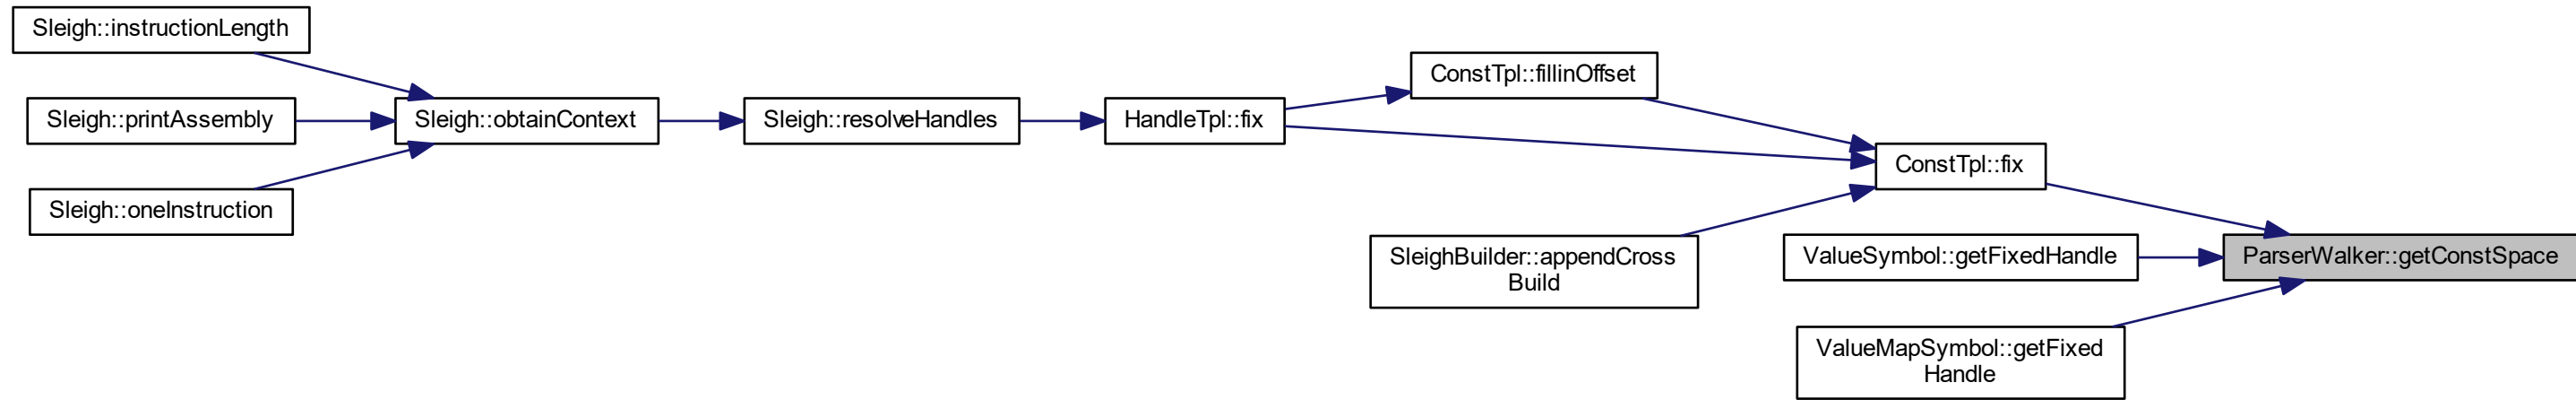 Sleigh::instructionLength
Sleigh::printAssembly
Sleigh::oneInstruction
Sleigh::obtainContext
Sleigh::resolveHandles
HandleTpl::fix
ConstTpl::fillinOffset
SleighBuilder::appendCross
Build
ConstTpl::fix
ValueSymbol::getFixedHandle
ValueMapSymbol::getFixed
Handle
ParserWalker::getConstSpace